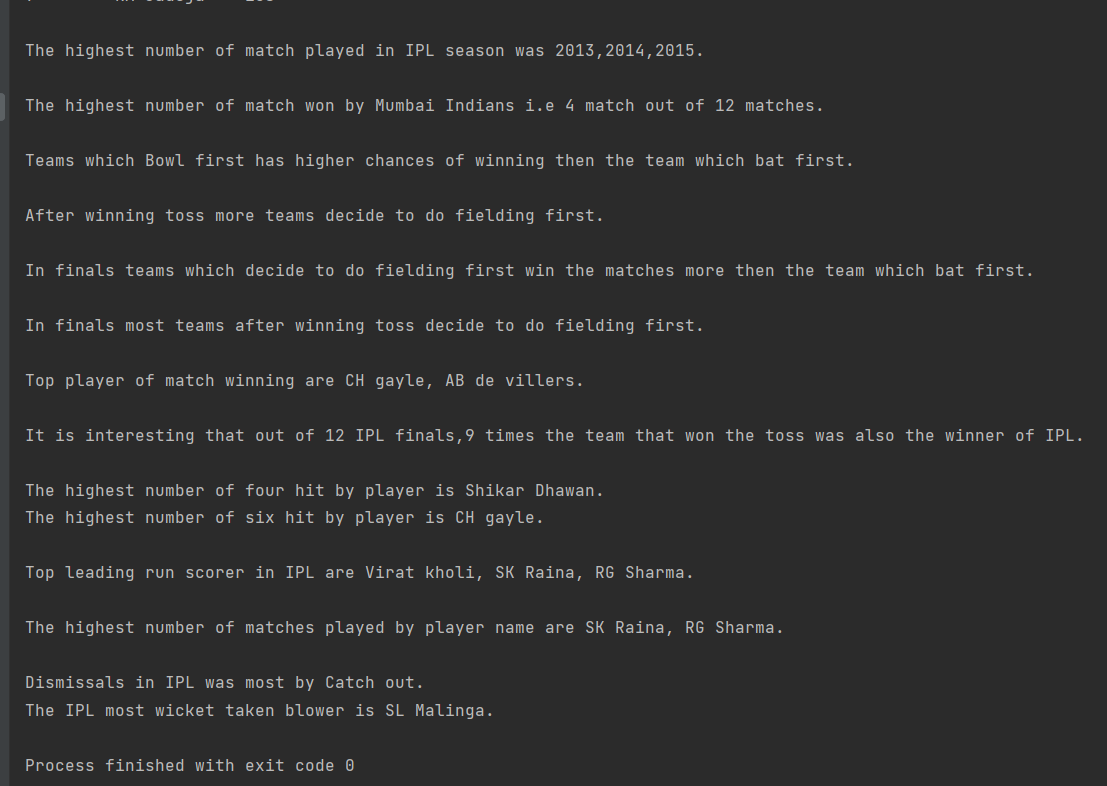 The highest number of match played in IPL season was 2013,2014,2015.
The highest number of match won by Mumbai Indians i.e 4 match out of 12 matches.
Teams which Bowl first has higher chances of winning then the team which bat first.
After winning toss more teams decide to do fielding first.
In finals teams which decide to do fielding first win the matches more then the team which bat first.
In finals most teams after winning toss decide to do fielding first.
Top player of match winning are CH gayle, AB de villers.
It is interesting that out of 12 IPL finals,9 times the team that won the toss was also the winner of IPL.
The highest number of four hit by player is Shikar Dhawan.
The highest number of six hit by player is CH gayle.
Top leading run scorer in IPL are Virat kholi, SK Raina, RG Sharma.
The highest number of matches played by player name are SK Raina, RG Sharma.
Dismissals in IPL was most by Catch out.
The IPL most wicket taken blower is SL Malinga.
Process finished with exit code 0